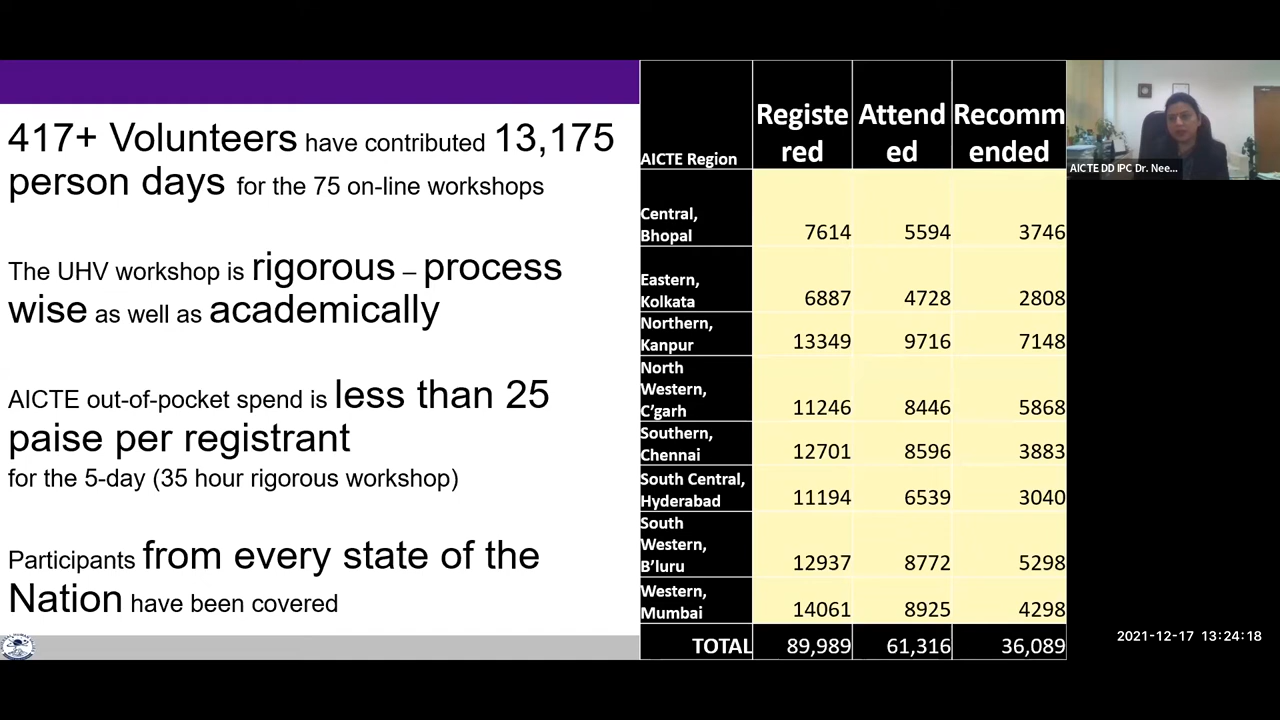 417+ Volunteers have contributed 13,175
person days for the 75 on-line workshops
The UHV workshop is rigorous – process
wise as well as academically
AICTE out-of-pocket spend is less than 25
paise per registrant
for the 5-day (35 hour rigorous workshop)
Participants from every state of the
Nation have been covered
AICTE Region Registe Attend Recomm
red ed ended
Central,
Bhopal 7614 5594 3746
Eastern,
Kolkata 6887 4728 2808
Northern,
Kanpur 13349 9716 7148
North
Western,
C'garh 11246 8446 5868
Southern,
Chennai 12701 8596 3883
South Central,
Hyderabad 11194 6539 3040
South
Western,
B'luru 12937 8772 5298
Western,
Mumbai 14061 8925 4298
TOTAL 89,989 61,316 36,089
AICTE DD IPC Dr. Nee...
2021-12-17 13:24:18